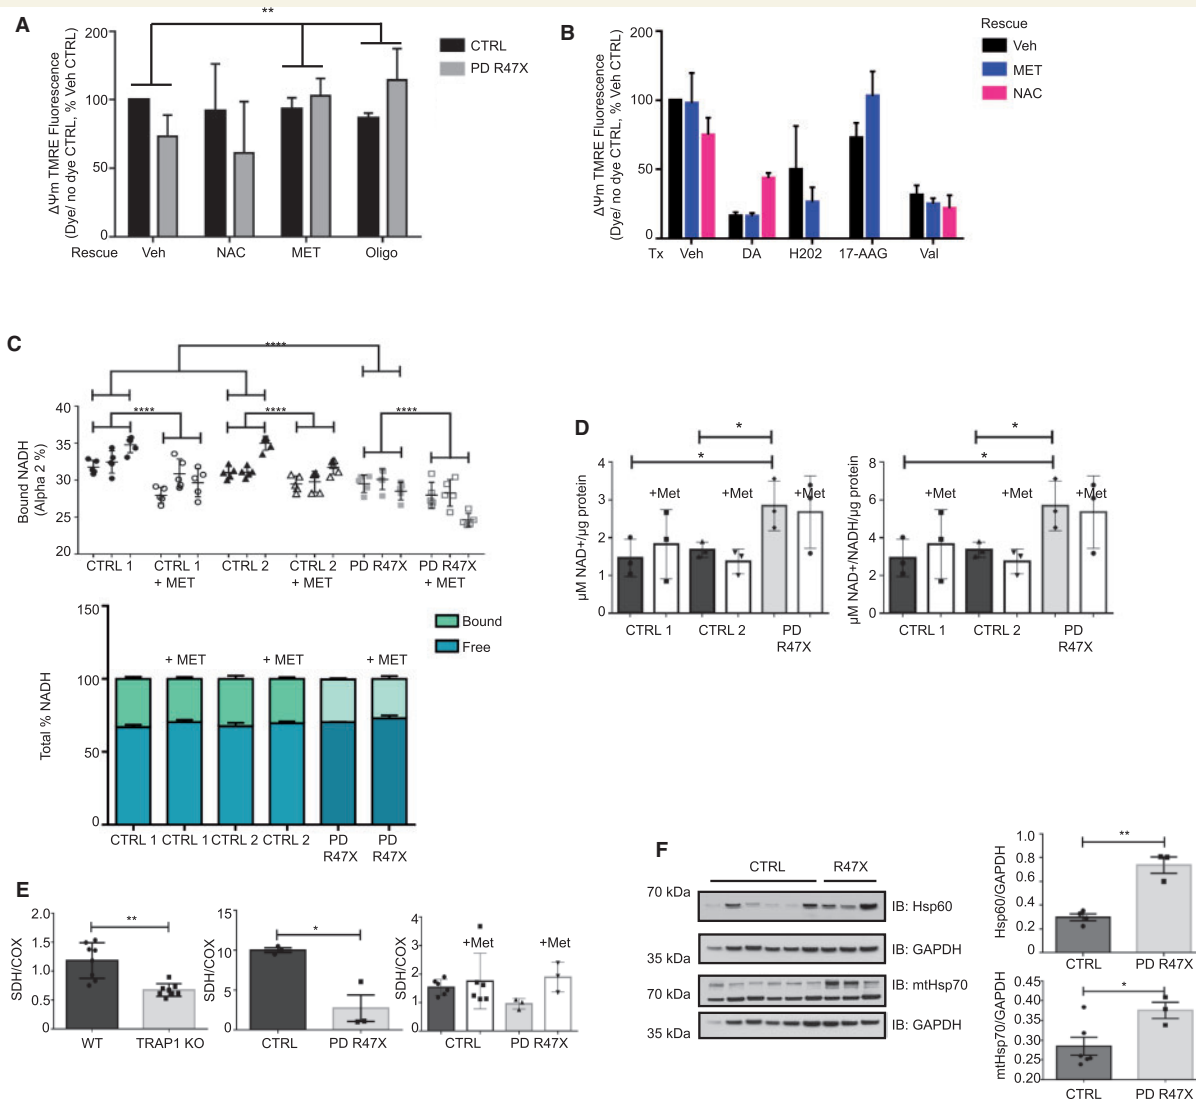 A
**
200
100
50
0
ΔΨm TMRE Fluorescence
(Dye/ no dye CTRL, % Veh CTRL)
CTRL
PD R47X
Rescue Veh NAC MET Oligo
B
Rescue
Veh
MET
NAC
200
100
50
0
ΔΨm TMRE Fluorescence
(Dye/ no dye CTRL, % Veh CTRL)
Tx Veh DA H202 17-AAG Val
C
****
**** **** ****
40
35
30
25
20
Bound NADH
(Alpha 2 %)
CTRL 1 CTRL 1 CTRL 2 CTRL 2 PD R47X PD R47X
+ MET + MET + MET
150
100
50
0
Total % NADH
Bound
Free
+ MET + MET + MET
CTRL 1 CTRL 1 CTRL 2 CTRL 2 PD PD
R47X R47X
D
*
*
4
3
2
1
0
µM NAD+/µg protein
+Met +Met +Met
CTRL 1 CTRL 2 PD
R47X
*
*
8
6
4
2
0
µM NAD+/NADH/µg protein
+Met +Met +Met
CTRL 1 CTRL 2 PD
R47X
E
2.0
1.5
1.0
0.5
0
SDH/COX
**
WT TRAP1 KO
15
10
5
0
SDH/COX
*
CTRL PD R47X
4
3
2
1
0
SDH/COX
+Met +Met
CTRL PD R47X
F
CTRL R47X
70 kDa
IB: Hsp60
35 kDa
IB: GAPDH
70 kDa
IB: mtHsp70
35 kDa
IB: GAPDH
1.0
0.8
0.6
0.4
0.2
0
Hsp60/GAPDH
**
CTRL PD R47X
0.45
0.40
0.35
0.30
0.25
0.20
mtHsp70/GAPDH
*
CTRL PD R47X